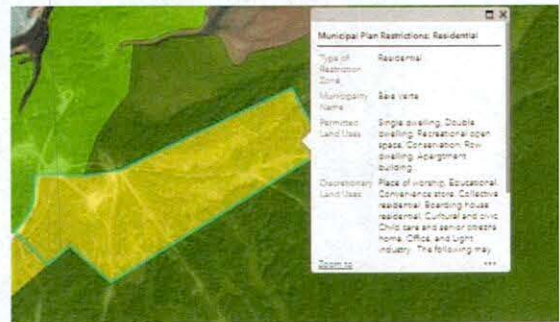 Municipal Plan Restrictions: Residential
Type of Residential
Restriction
Zone
Municipality Baie Verte
Name
Permitted Single dwelling, Double
Land Uses dwelling, Recreational open
space, Conservation, Row
dwelling, Apartment
building
Discretionary Place of worship, Educational,
Land Uses Convenience store, Collective
residential, Boarding house
residential, Cultural and civic
Child care and senior
home, Office, and Light
industry. The following may
Zoom to